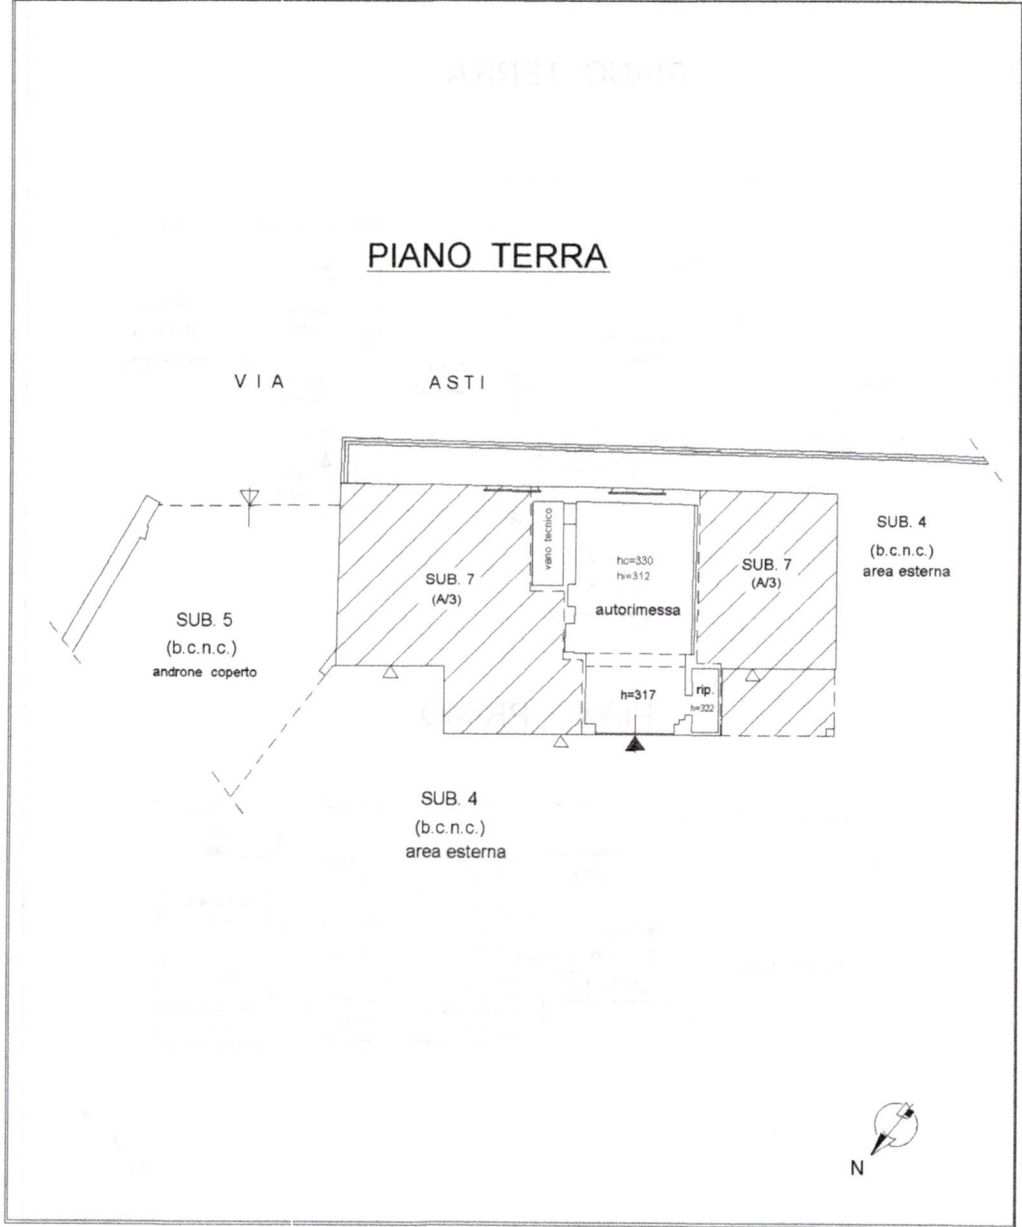 PIANO TERRA
VIA ASTI
SUB. 4
(b.c.n.c.)
area esterna
vano tecnico
hc=330
hi=312
autorimessa
SUB. 7
(A/3)
SUB. 7
(A/3)
SUB. 5
(b.c.n.c.)
androne coperto
h=317
rip.
h=322
SUB. 4
(b.c.n.c.)
area esterna
N